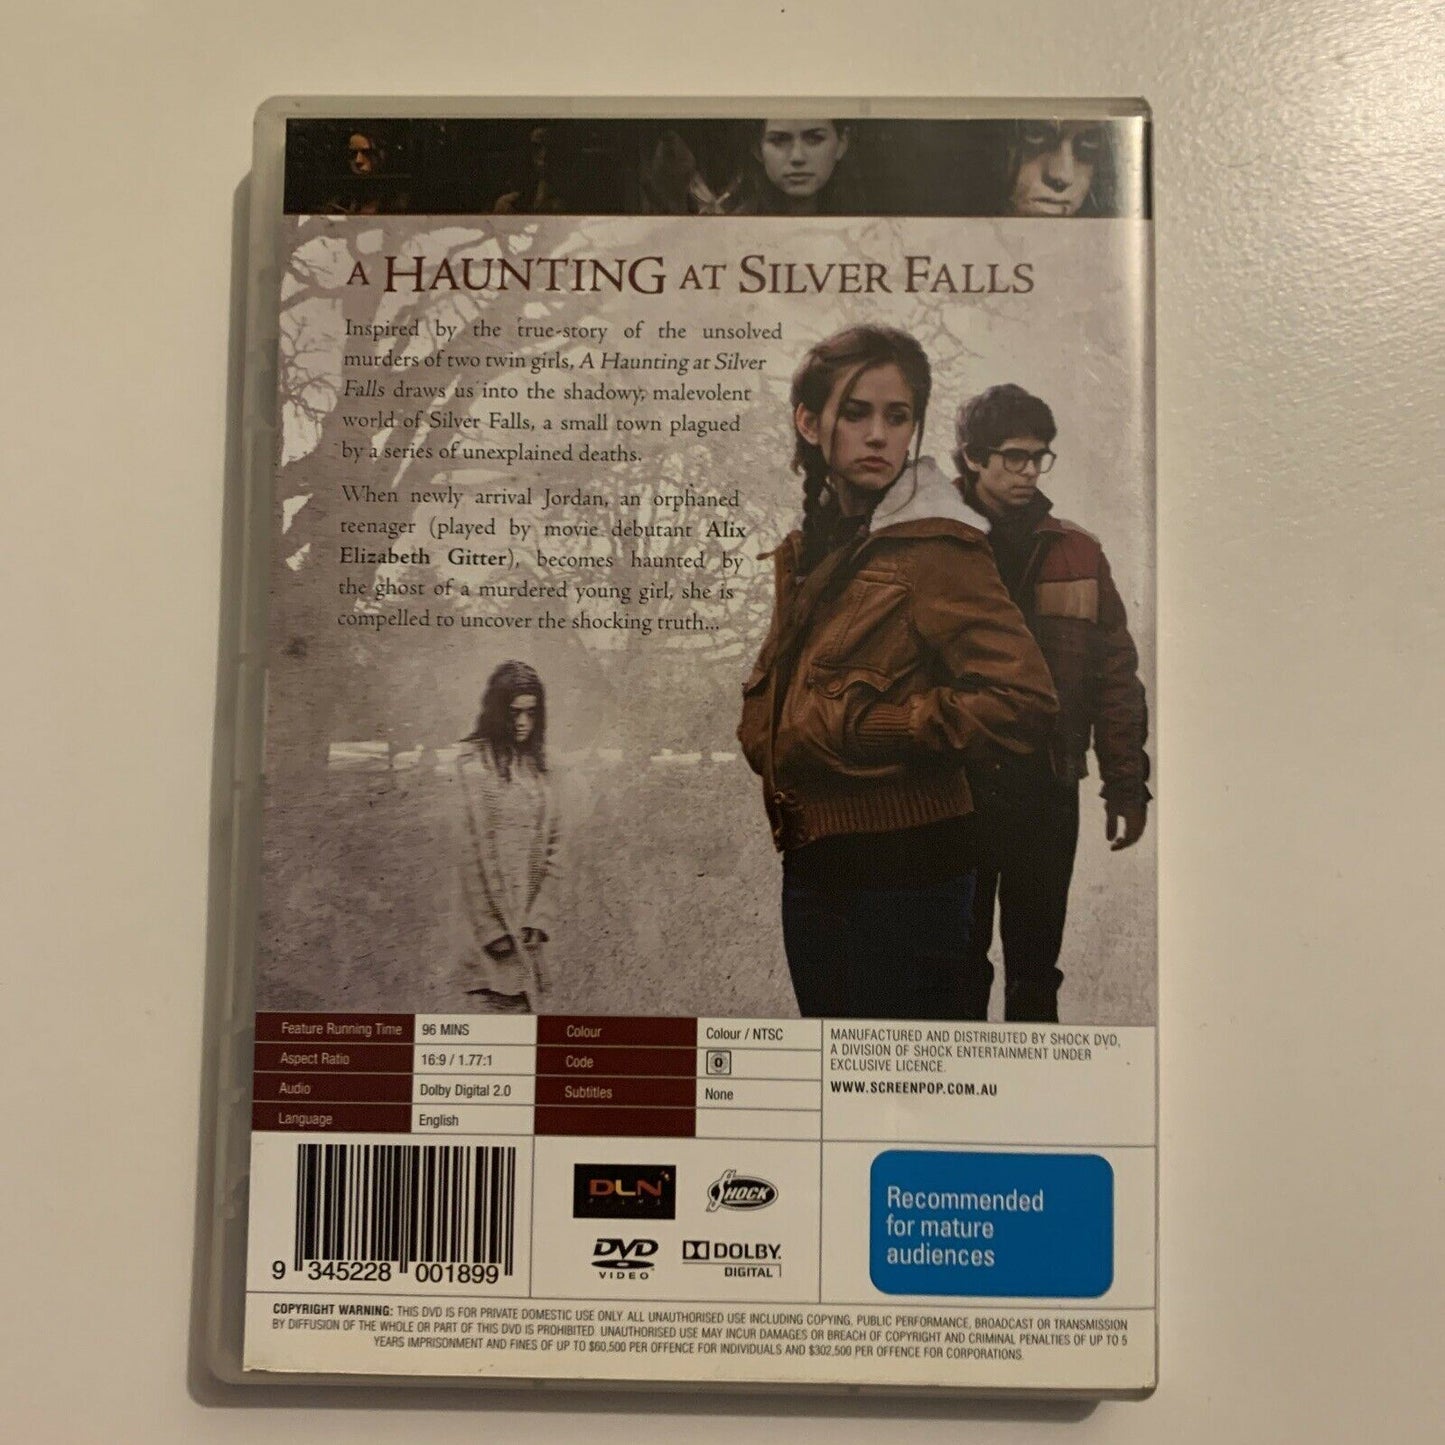 A HAUNTING AT SILVER FALLS
Inspired by the true-story of the unsolved
murders of two twin girls, A Haunting at Silver
Falls draws us into the shadowy, malevolent
world of Silver Falls, a small town plagued
by a series of unexplained deaths.
When newly arrival Jordan, an orphaned
teenager (played by movie debutant Alix
Elizabeth Gitter), becomes haunted by
the ghost of a murdered young girl, she is
compelled to uncover the shocking truth...
Feature Running Time 96 MINS
Aspect Ratio 16:9 / 1.77:1
Audio Dolby Digital 2.0
Language English
Colour Colour / NTSC
Code 0
Subtitles None
MANUFACTURED AND DISTRIBUTED BY SHOCK DVD,
A DIVISION OF SHOCK ENTERTAINMENT UNDER
EXCLUSIVE LICENCE.
WWW.SCREENPOP.COM.AU
9 345228 001899
DLN
FILMS
SHOCK
DVD
VIDEO
DOLBY
DIGITAL
Recommended
for mature
audiences
COPYRIGHT WARNING: THIS DVD IS FOR PRIVATE DOMESTIC USE ONLY. ALL UNAUTHORISED USE INCLUDING COPYING, PUBLIC PERFORMANCE, BROADCAST OR TRANSMISSION
BY DIFFUSION OF THE WHOLE OR PART OF THIS DVD IS PROHIBITED. UNAUTHORISED USE MAY INCUR DAMAGES OR BREACH OF COPYRIGHT AND CRIMINAL PENALTIES OF UP TO 5
YEARS IMPRISONMENT AND FINES OF UP TO $60,500 PER OFFENCE FOR INDIVIDUALS AND $302,500 PER OFFENCE FOR CORPORATIONS.